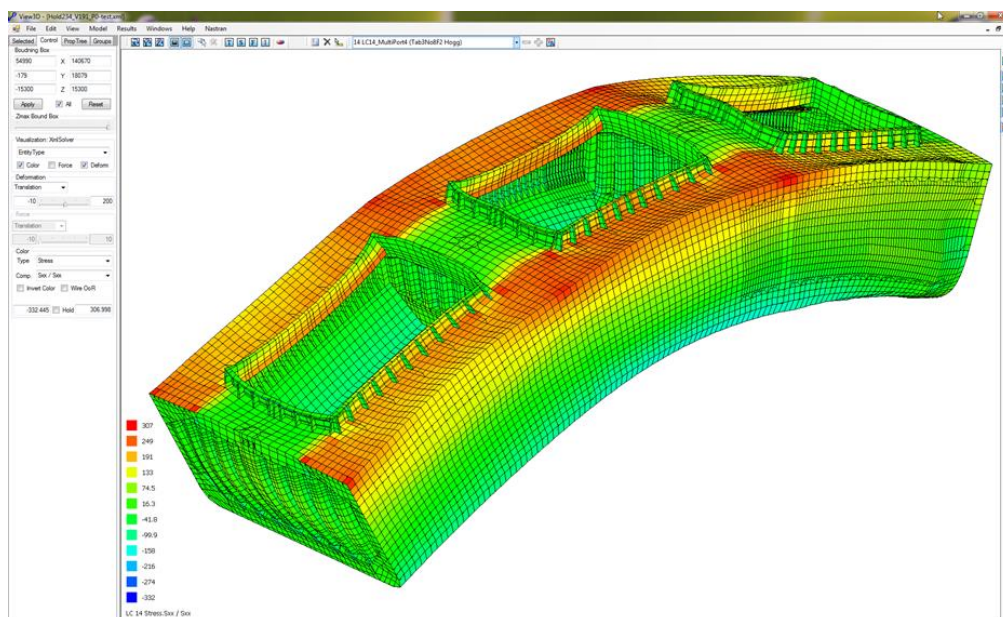 View3D - [Hold234_V191_P0-test.xml]
File Edit View Model Results Windows Help Nastran
Selected Control PropTree Groups
14 LC14_MultiPort4 (Tab3No8F2 Hogg)
Boudning Box
54990 X 140670
-179 Y 18079
-15300 Z 15300
Apply All Reset
Zmax Bound Box
Visualization: XmlSolver
EntityType
Color Force Deform
Deformation
Translation
-10 200
Force
Translation
-10 10
Color
Type Stress
Comp. Sxx / Sxx
Invert Color Wire Ovr
-332.445 Hold 306.998
307
249
191
133
74.5
16.3
-41.8
-99.9
-158
-216
-274
-332
LC 14 Stress.Sxx / Sxx